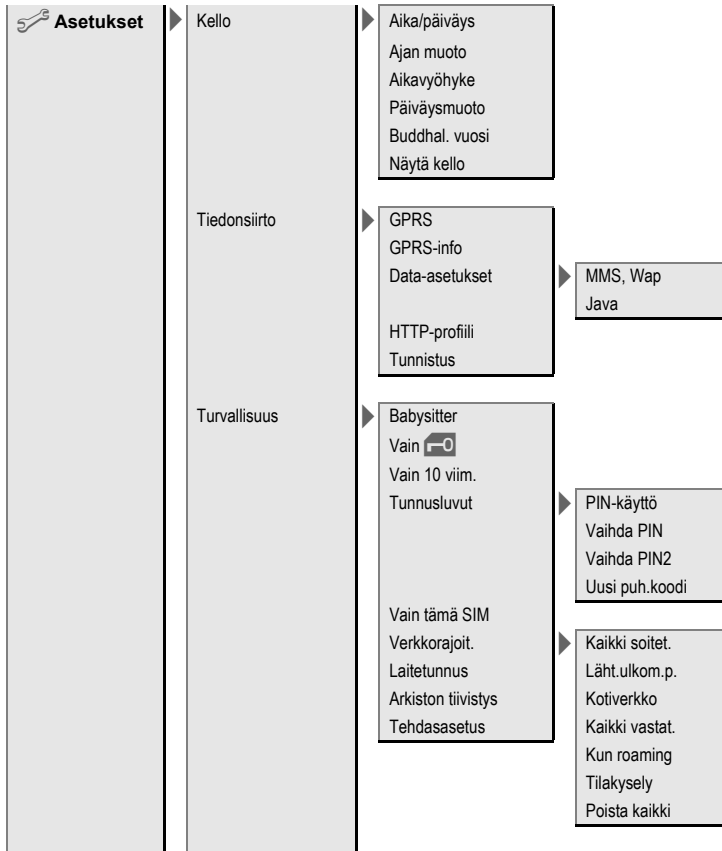 Asetukset
Kello
Aika/päiväys
Ajan muoto
Aikavyöhyke
Päiväysmuoto
Buddhal. vuosi
Näytä kello
Tiedonsiirto
GPRS
GPRS-info
Data-asetukset
MMS, Wap
Java
HTTP-profiili
Tunnistus
Turvallisuus
Babysitter
Vain
Vain 10 viim.
Tunnusluvut
PIN-käyttö
Vaihda PIN
Vaihda PIN2
Uusi puh.koodi
Vain tämä SIM
Verkkorajoit.
Kaikki soitet.
Laitetunnus
Läht.ulkom.p.
Arkiston tiivistys
Kotiverkko
Tehdasasetus
Kaikki vastat.
Kun roaming
Tilakysely
Poista kaikki